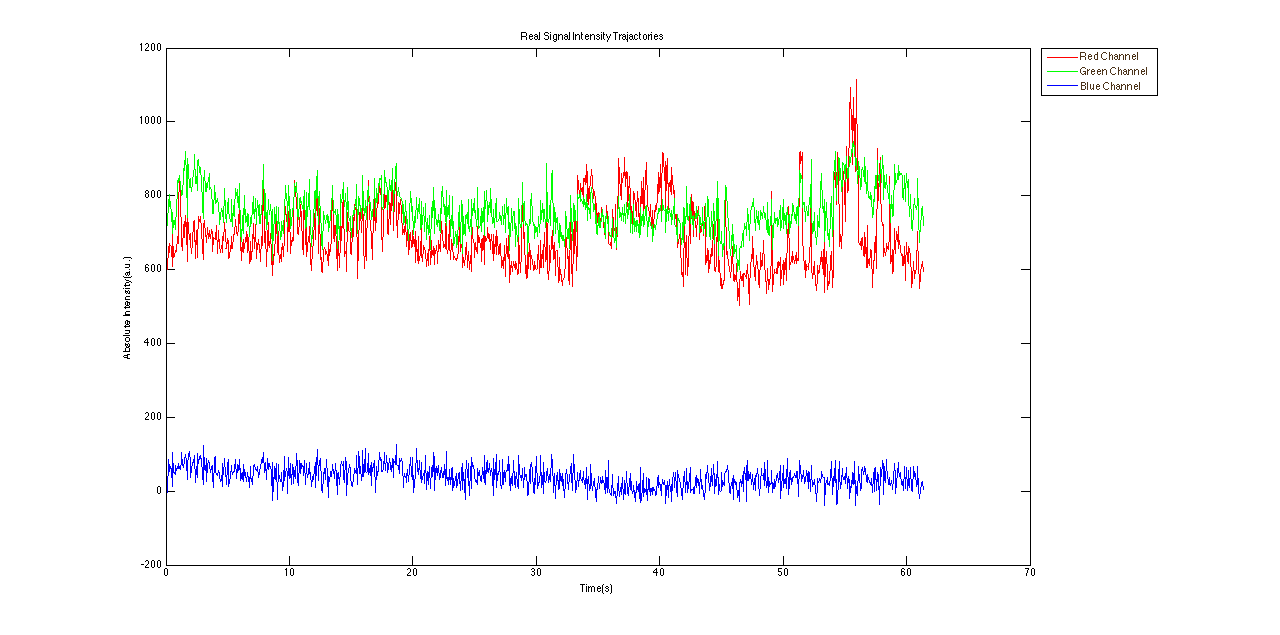 Real Signal Intensity Trajactories
1200
1000
800
600
400
200
0
-200
0 10 20 30 40 50 60 70
Time(s)
Absolute Intensity(a.u.)
Red Channel
Green Channel
Blue Channel